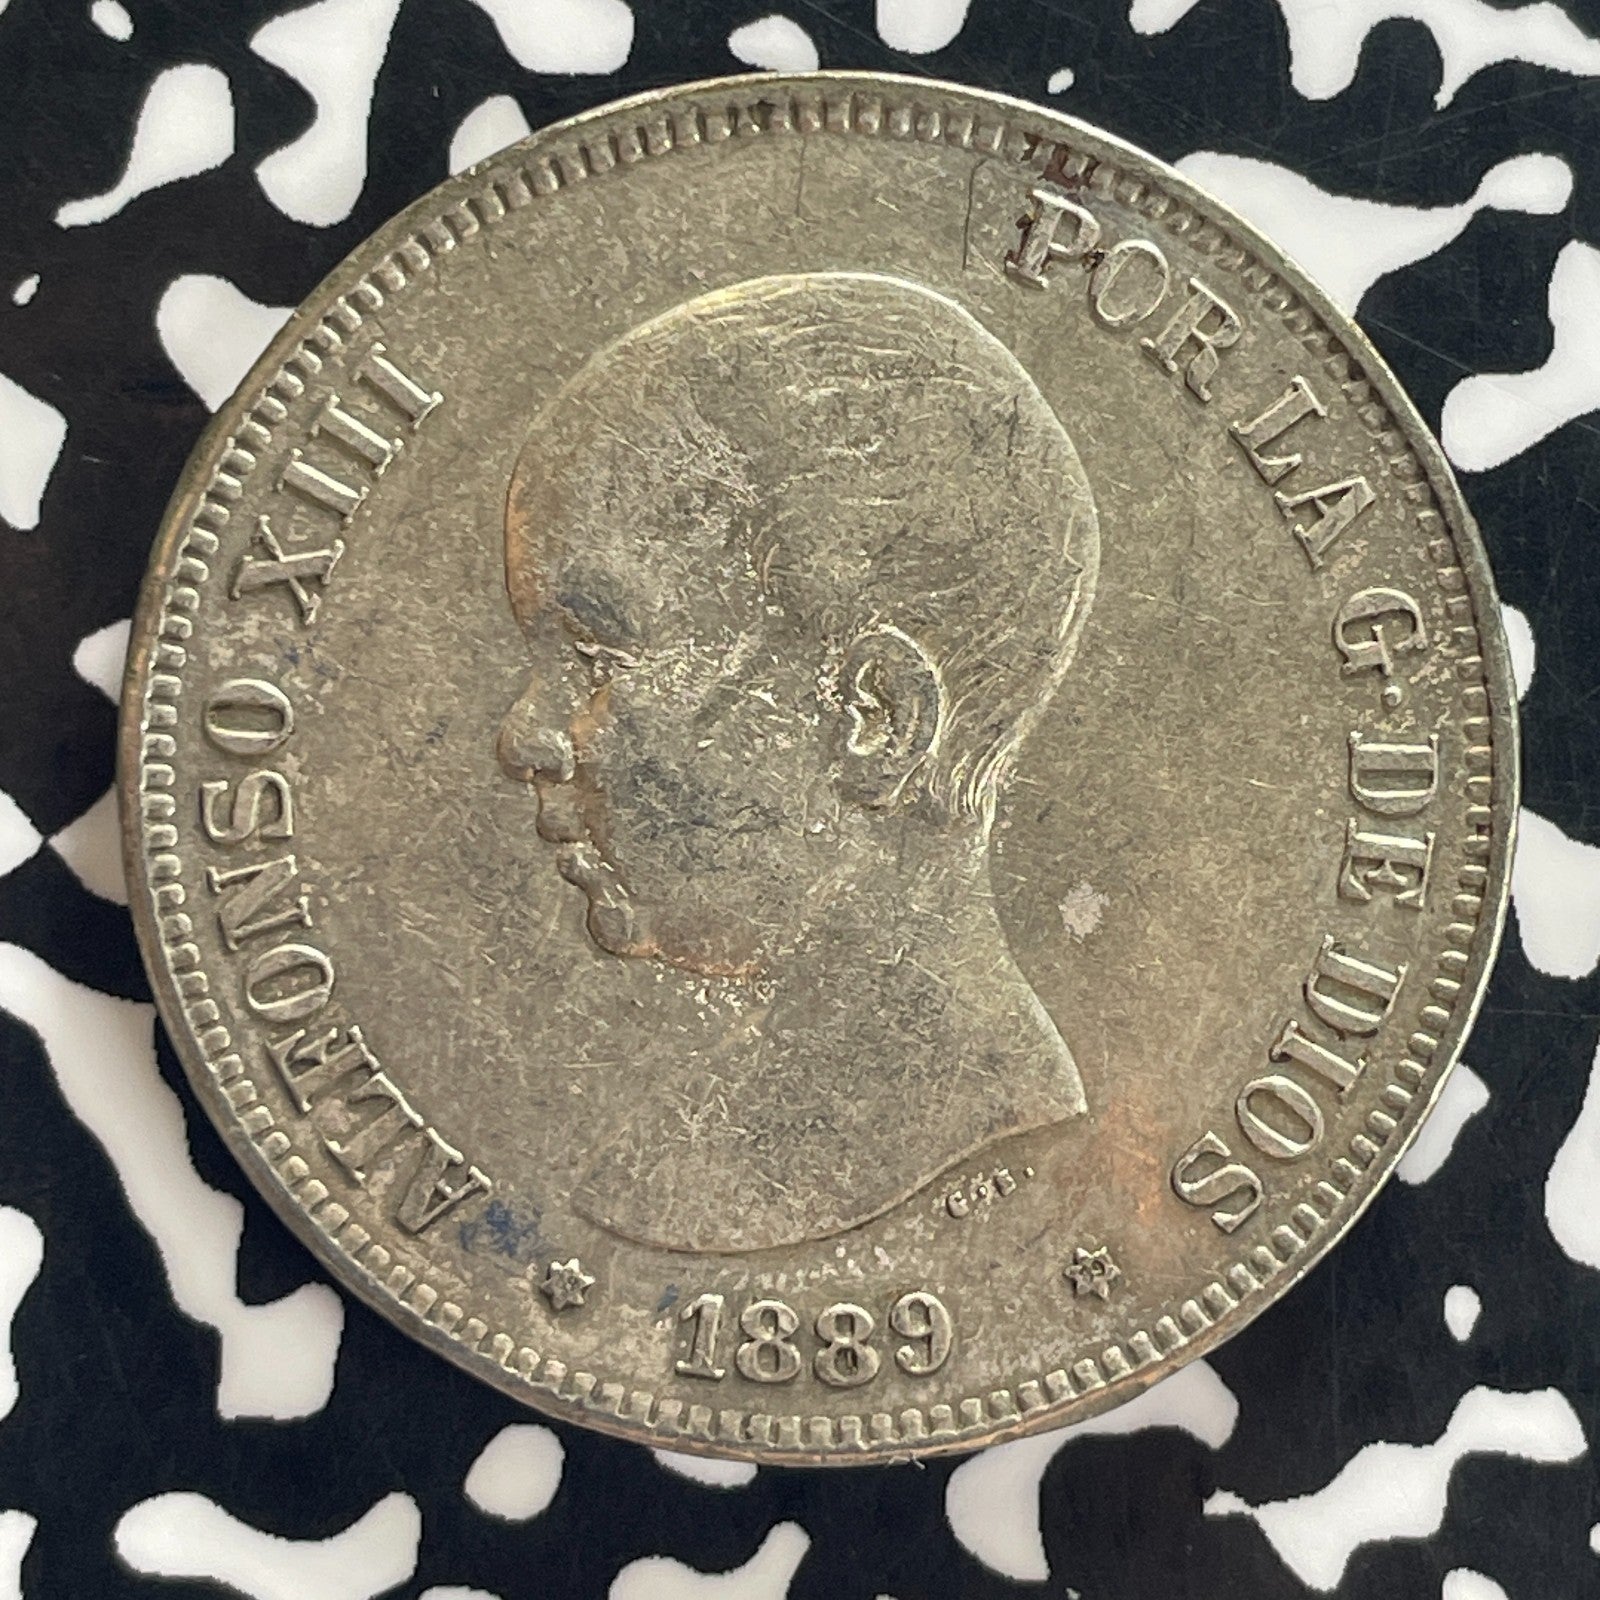 ALFONSO XIII POR LA G. DE DIOS
G.S.
1889